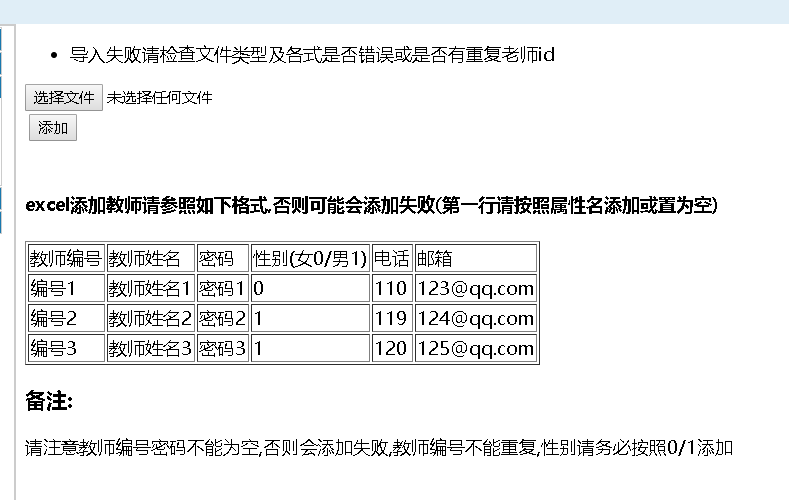 导入失败请检查文件类型及各式是否错误或是否有重复老师id
选择文件 未选择任何文件
添加
excel添加教师请参照如下格式,否则可能会添加失败(第一行请按照属性名添加或置为空)
教师编号 教师姓名 密码 性别(女0/男1) 电话 邮箱
编号1 教师姓名1 密码1 0 110 123@qq.com
编号2 教师姓名2 密码2 1 119 124@qq.com
编号3 教师姓名3 密码3 1 120 125@qq.com
备注:
请注意教师编号密码不能为空,否则会添加失败,教师编号不能重复,性别请务必按照0/1添加